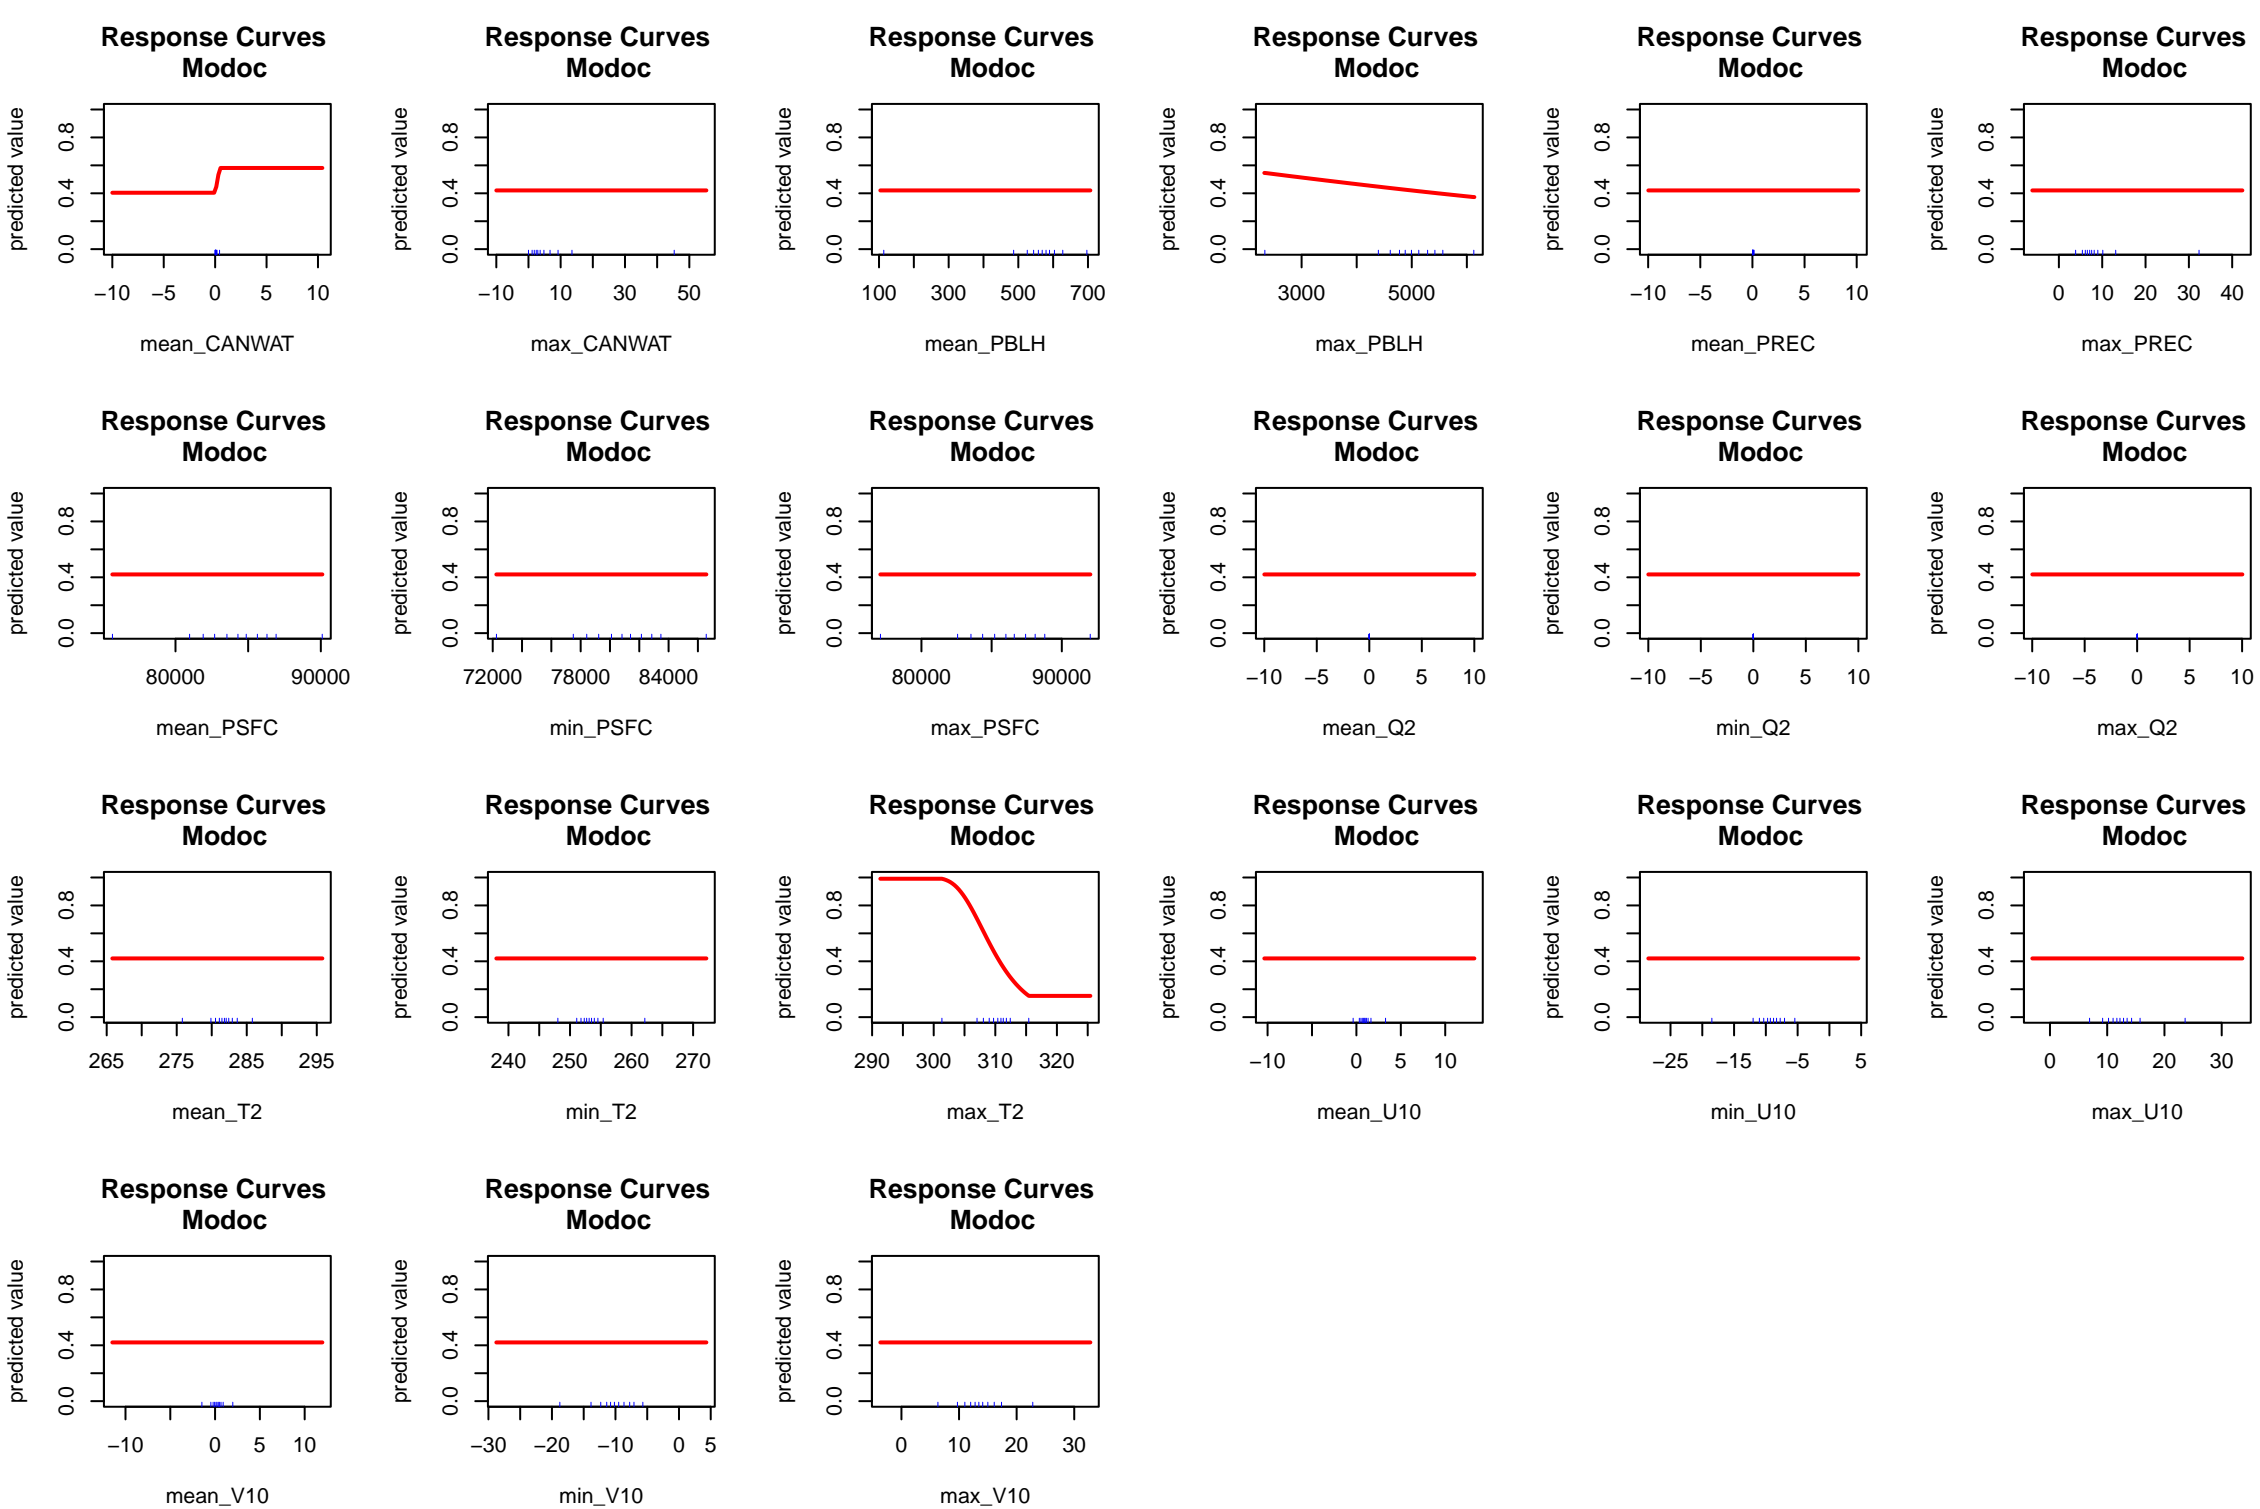 Response Curves
Modoc
predicted value
0.0 0.4 0.8
−10 −5 0 5 10
mean_CANWAT
Response Curves
Modoc
predicted value
0.0 0.4 0.8
−10 10 30 50
max_CANWAT
Response Curves
Modoc
predicted value
0.0 0.4 0.8
100 300 500 700
mean_PBLH
Response Curves
Modoc
predicted value
0.0 0.4 0.8
3000 5000
max_PBLH
Response Curves
Modoc
predicted value
0.0 0.4 0.8
−10 −5 0 5 10
mean_PREC
Response Curves
Modoc
predicted value
0.0 0.4 0.8
0 10 20 30 40
max_PREC
Response Curves
Modoc
predicted value
0.0 0.4 0.8
80000 90000
mean_PSFC
Response Curves
Modoc
predicted value
0.0 0.4 0.8
72000 78000 84000
min_PSFC
Response Curves
Modoc
predicted value
0.0 0.4 0.8
80000 90000
max_PSFC
Response Curves
Modoc
predicted value
0.0 0.4 0.8
−10 −5 0 5 10
mean_Q2
Response Curves
Modoc
predicted value
0.0 0.4 0.8
−10 −5 0 5 10
min_Q2
Response Curves
Modoc
predicted value
0.0 0.4 0.8
−10 −5 0 5 10
max_Q2
Response Curves
Modoc
predicted value
0.0 0.4 0.8
265 275 285 295
mean_T2
Response Curves
Modoc
predicted value
0.0 0.4 0.8
240 250 260 270
min_T2
Response Curves
Modoc
predicted value
0.0 0.4 0.8
290 300 310 320
max_T2
Response Curves
Modoc
predicted value
0.0 0.4 0.8
−10 0 5 10
mean_U10
Response Curves
Modoc
predicted value
0.0 0.4 0.8
−25 −15 −5 5
min_U10
Response Curves
Modoc
predicted value
0.0 0.4 0.8
0 10 20 30
max_U10
Response Curves
Modoc
predicted value
0.0 0.4 0.8
−10 0 5 10
mean_V10
Response Curves
Modoc
predicted value
0.0 0.4 0.8
−30 −20 −10 0 5
min_V10
Response Curves
Modoc
predicted value
0.0 0.4 0.8
0 10 20 30
max_V10